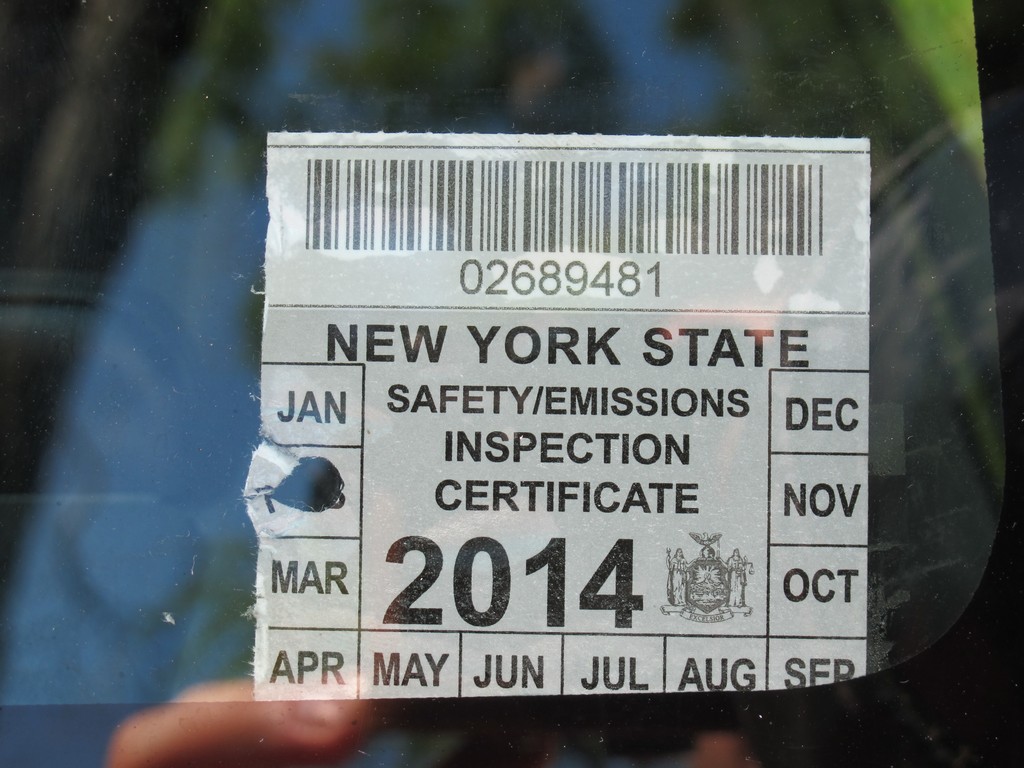 02689481
NEW YORK STATE
SAFETY/EMISSIONS
INSPECTION
CERTIFICATE
2014
EXCELSIOR
JAN
MAR
APR MAY JUN JUL AUG SEP
OCT
NOV
DEC